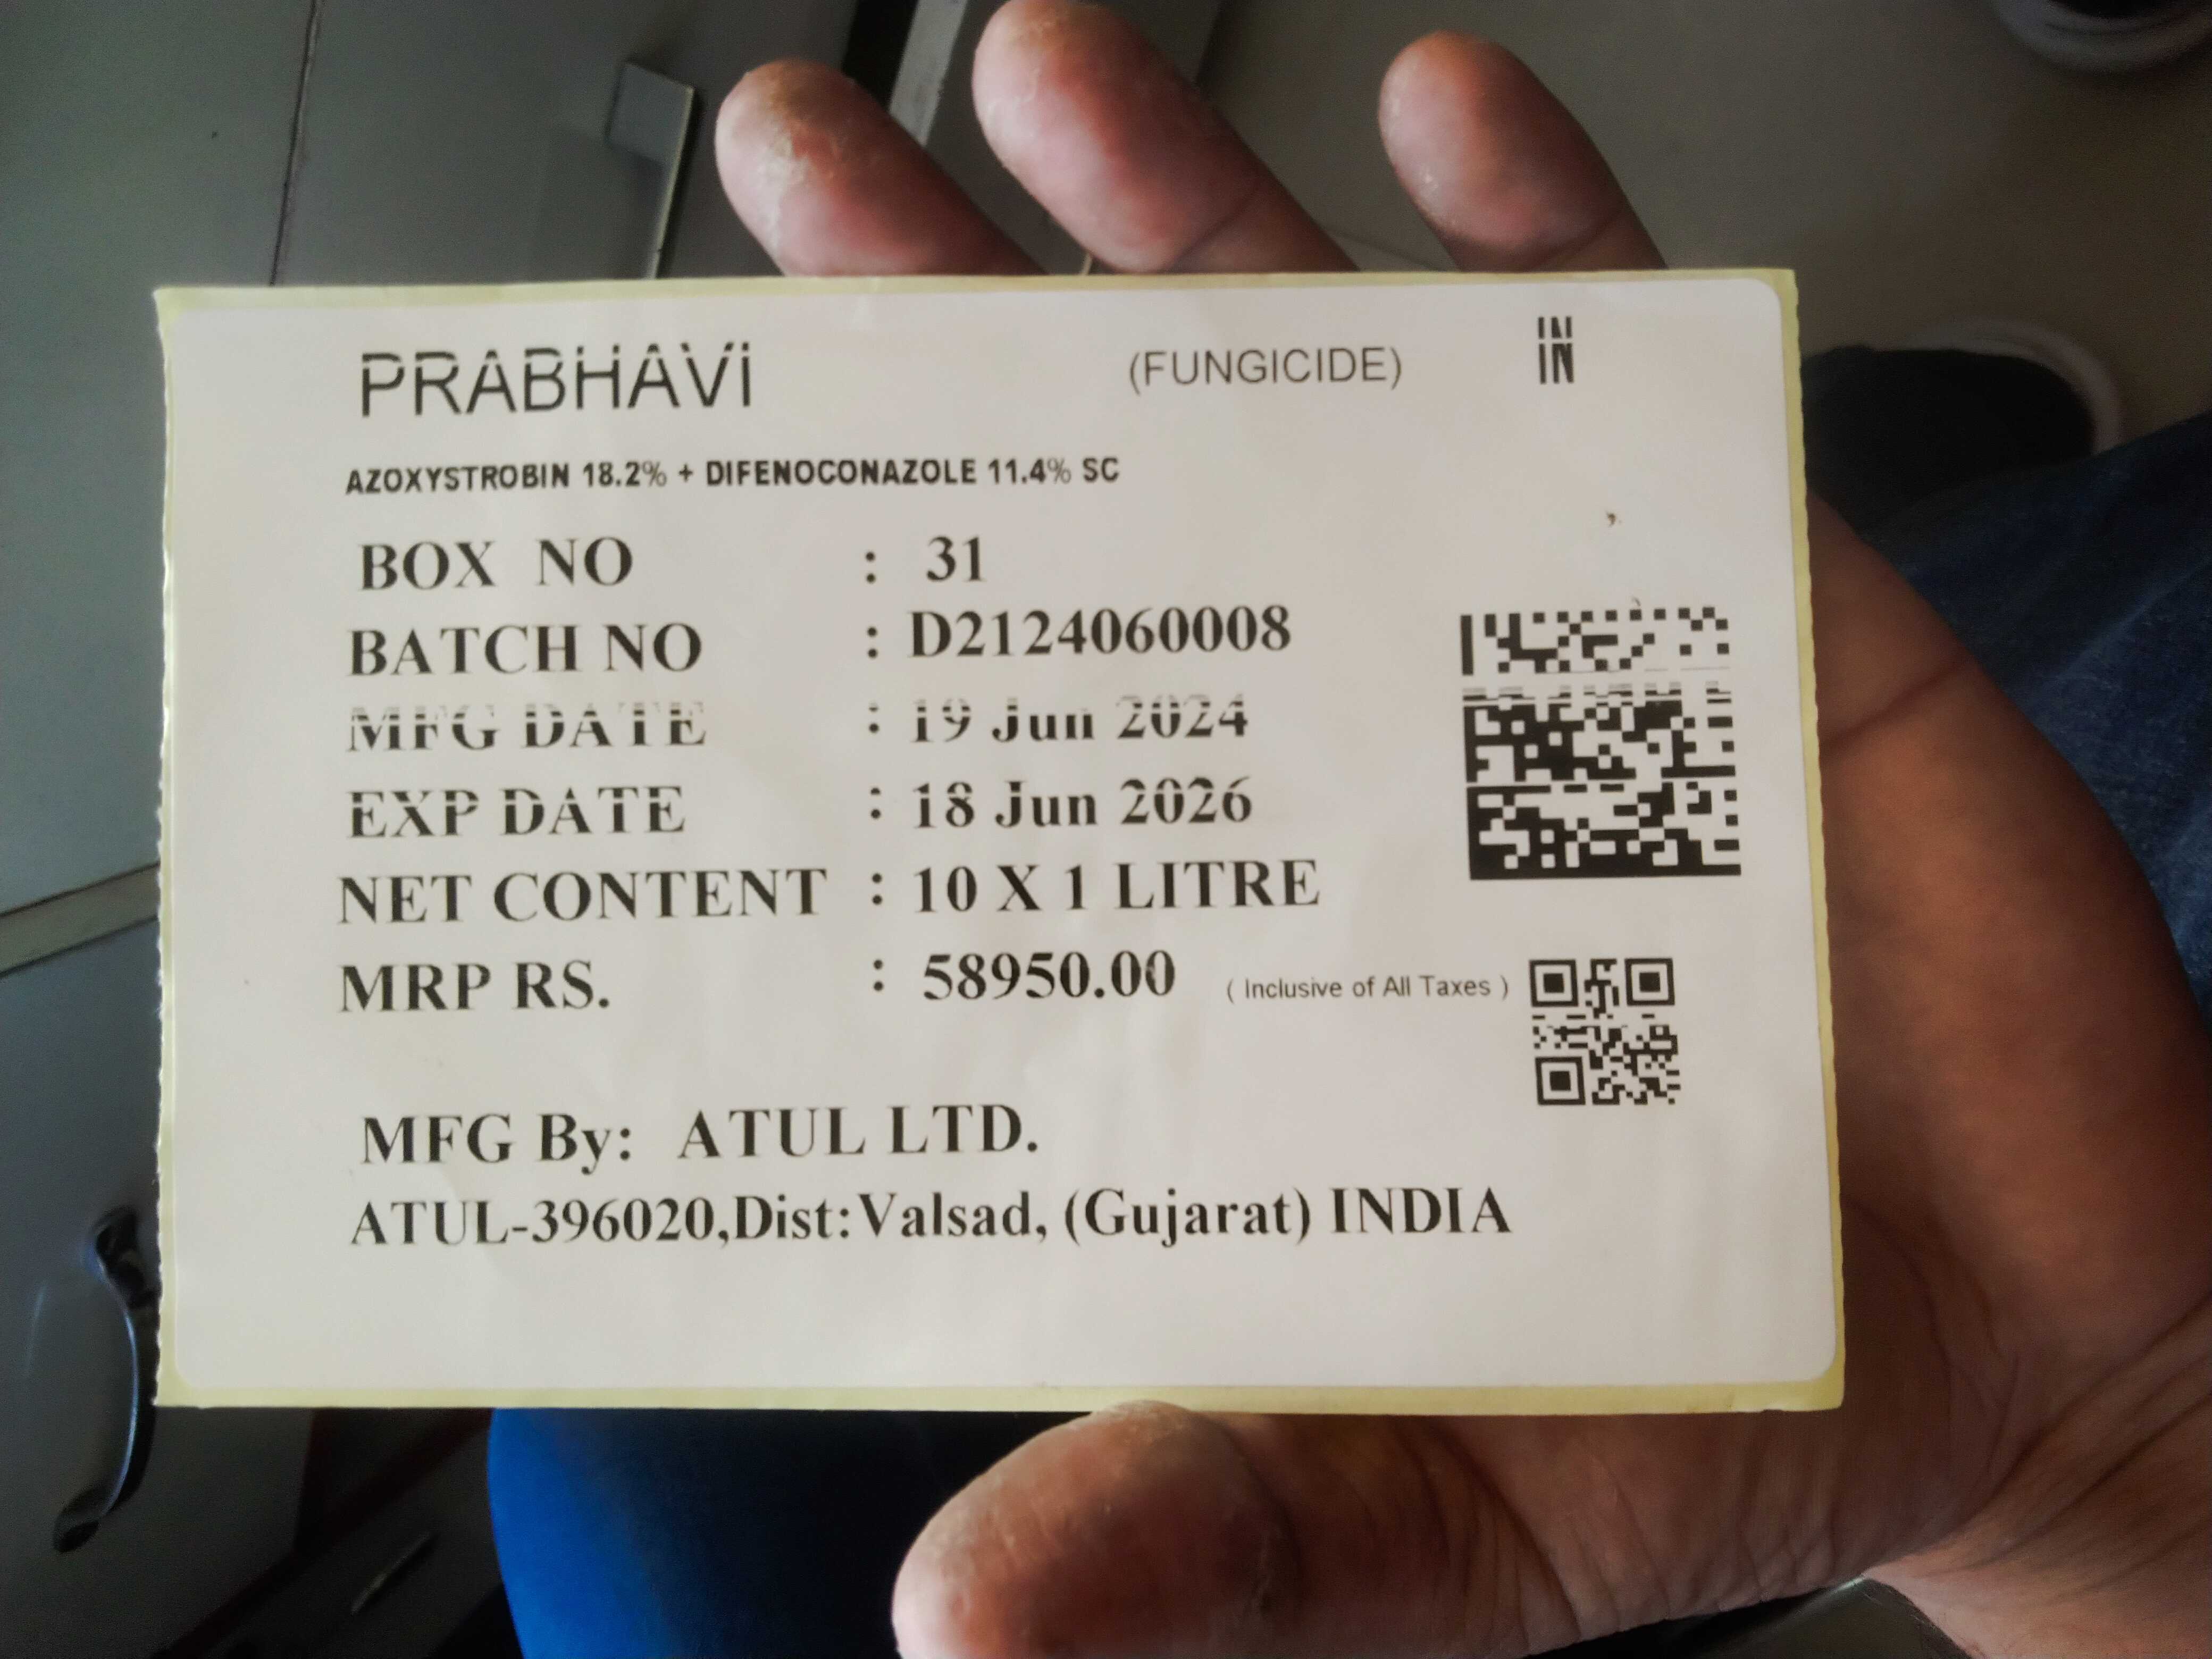 PRABHAVI (FUNGICIDE) IN
AZOXYSTROBIN 18.2% + DIFENOCONAZOLE 11.4% SC
BOX NO : 31
BATCH NO : D2124060008
MFG DATE : 19 Jun 2024
EXP DATE : 18 Jun 2026
NET CONTENT : 10 X 1 LITRE
MRP RS. : 58950.00 ( Inclusive of All Taxes )
MFG By: ATUL LTD.
ATUL-396020,Dist:Valsad, (Gujarat) INDIA